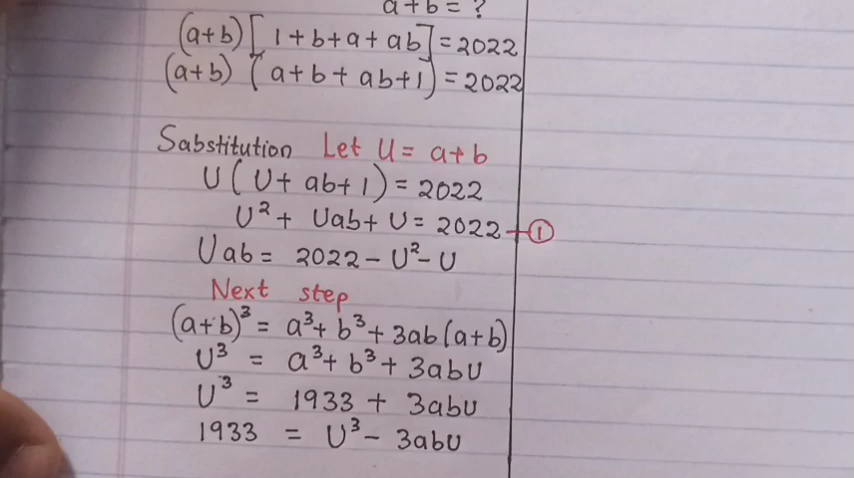 a+b = ?
(a+b) [ 1+b+a+ab] = 2022
(a+b) ( a+b+ab+1) = 2022
Sabstitution Let U = a+b
U ( U+ ab+1) = 2022
U² + Uab+ U = 2022 ①
Uab = 2022 - U² - U
Next step
(a+b)³ = a³+ b³ + 3ab(a+b)
U³ = a³+ b³ + 3abU
U³ = 1933 + 3abU
1933 = U³ - 3abU